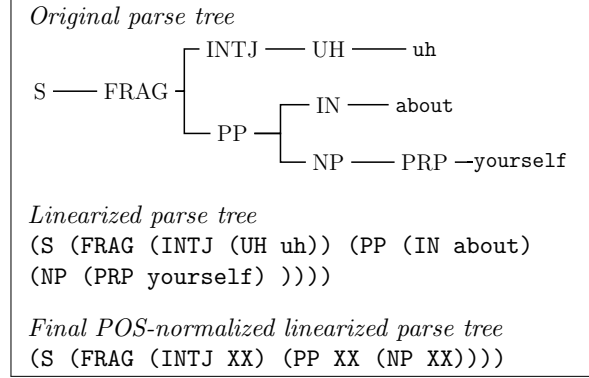 Original parse tree
INTJ UH uh
S FRAG
IN about
PP
NP PRP yourself
Linearized parse tree
(S (FRAG (INTJ (UH uh)) (PP (IN about)
(NP (PRP yourself) ))))
Final POS-normalized linearized parse tree
(S (FRAG (INTJ XX) (PP XX (NP XX))))